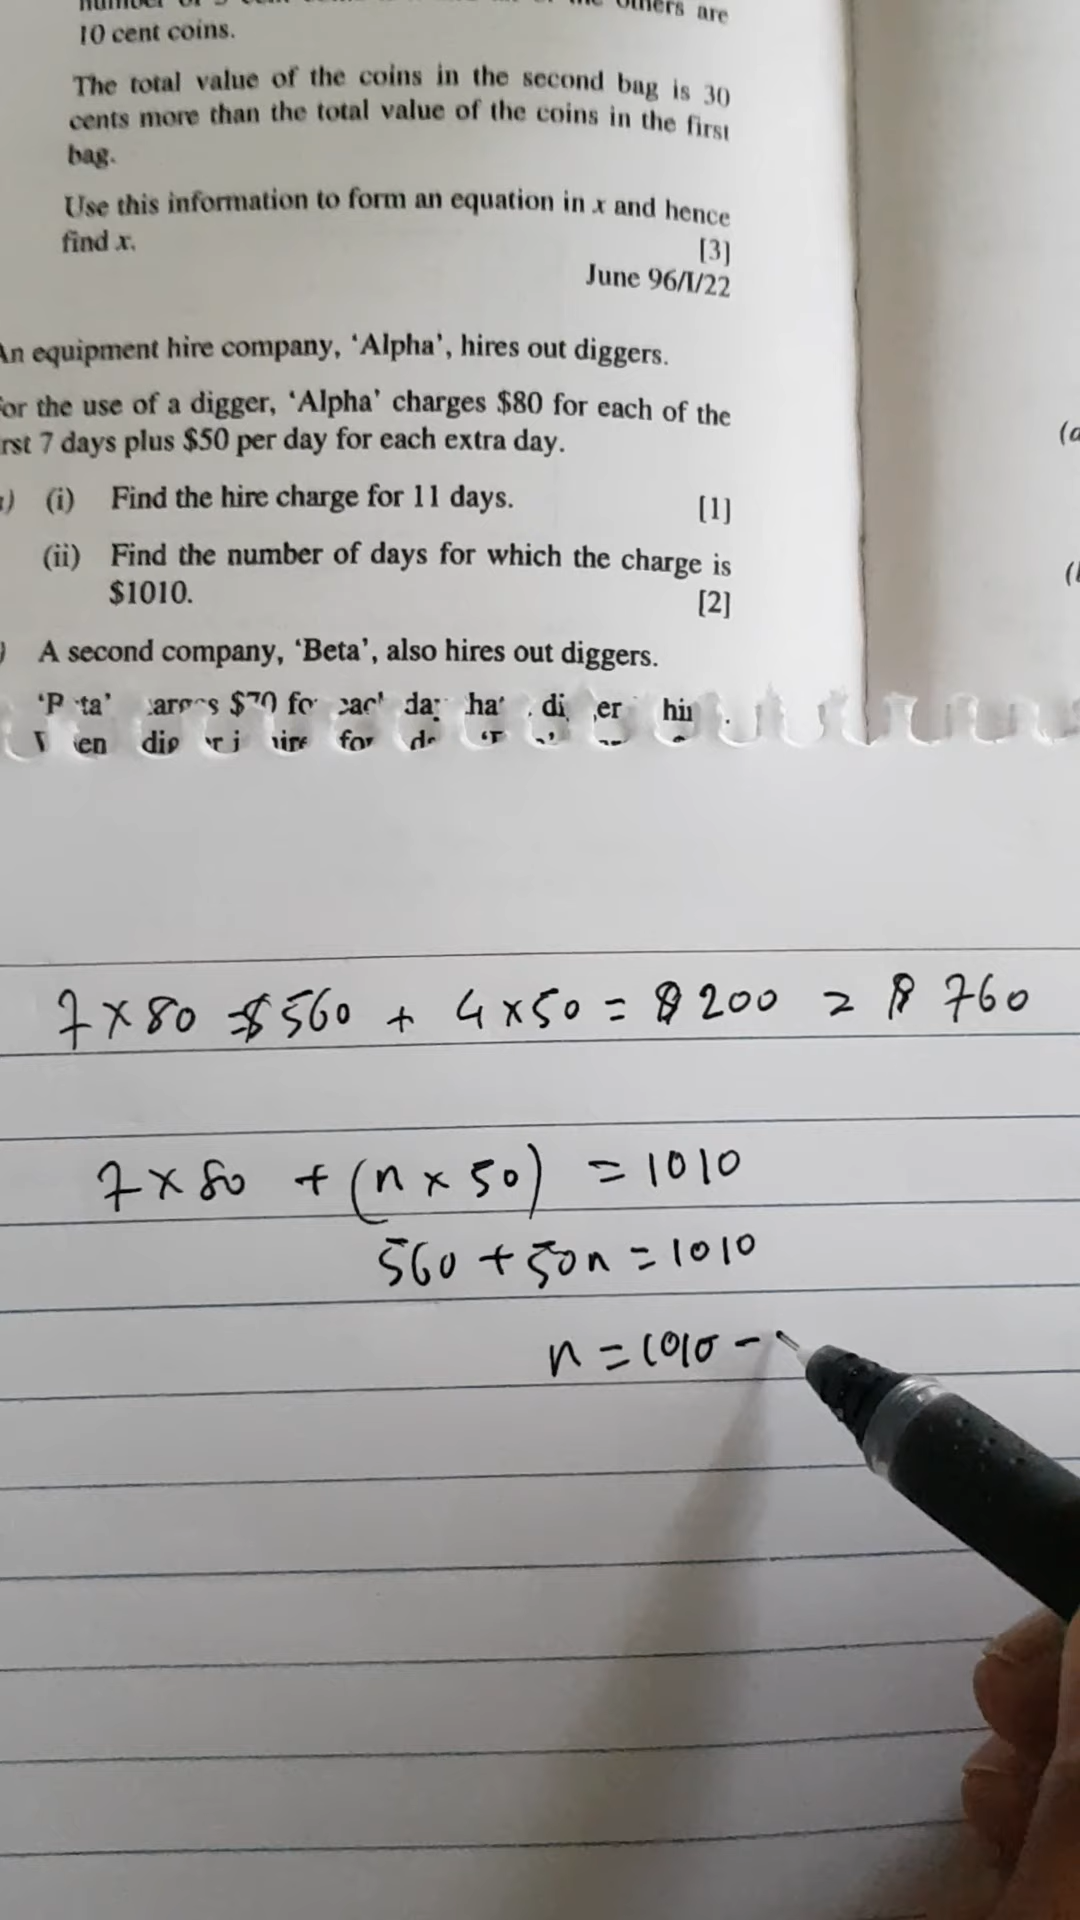 10 cent coins.
The total value of the coins in the second bag is 30
cents more than the total value of the coins in the first
bag.
Use this information to form an equation in x and hence
find x. [3]
June 96/I/22
An equipment hire company, ‘Alpha’, hires out diggers.
For the use of a digger, ‘Alpha’ charges $80 for each of the
first 7 days plus $50 per day for each extra day.
(i) Find the hire charge for 11 days. [1]
(ii) Find the number of days for which the charge is
$1010. [2]
A second company, ‘Beta’, also hires out diggers.
7 × 80 = $560 + 4 × 50 = $200 = $760
7 × 80 + (n × 50) = 1010
560 + 50n = 1010
n = 1010 -